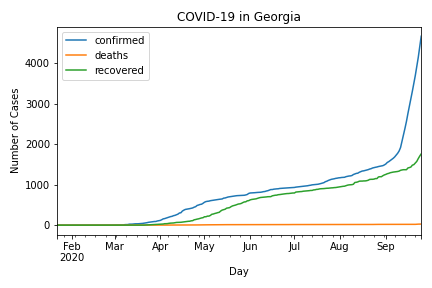 COVID-19 in Georgia
confirmed
deaths
recovered
Number of Cases
4000
3000
2000
1000
0
Feb Mar Apr May Jun Jul Aug Sep
2020
Day